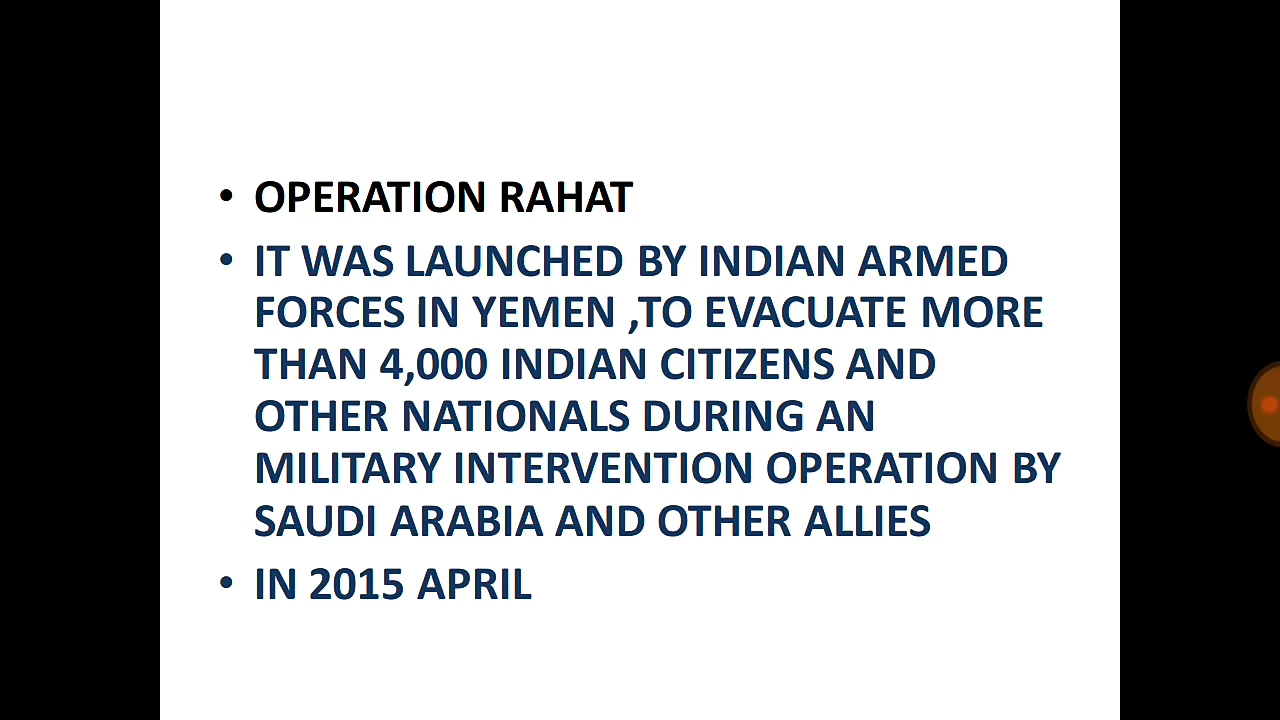 • OPERATION RAHAT
• IT WAS LAUNCHED BY INDIAN ARMED
FORCES IN YEMEN ,TO EVACUATE MORE
THAN 4,000 INDIAN CITIZENS AND
OTHER NATIONALS DURING AN
MILITARY INTERVENTION OPERATION BY
SAUDI ARABIA AND OTHER ALLIES
• IN 2015 APRIL